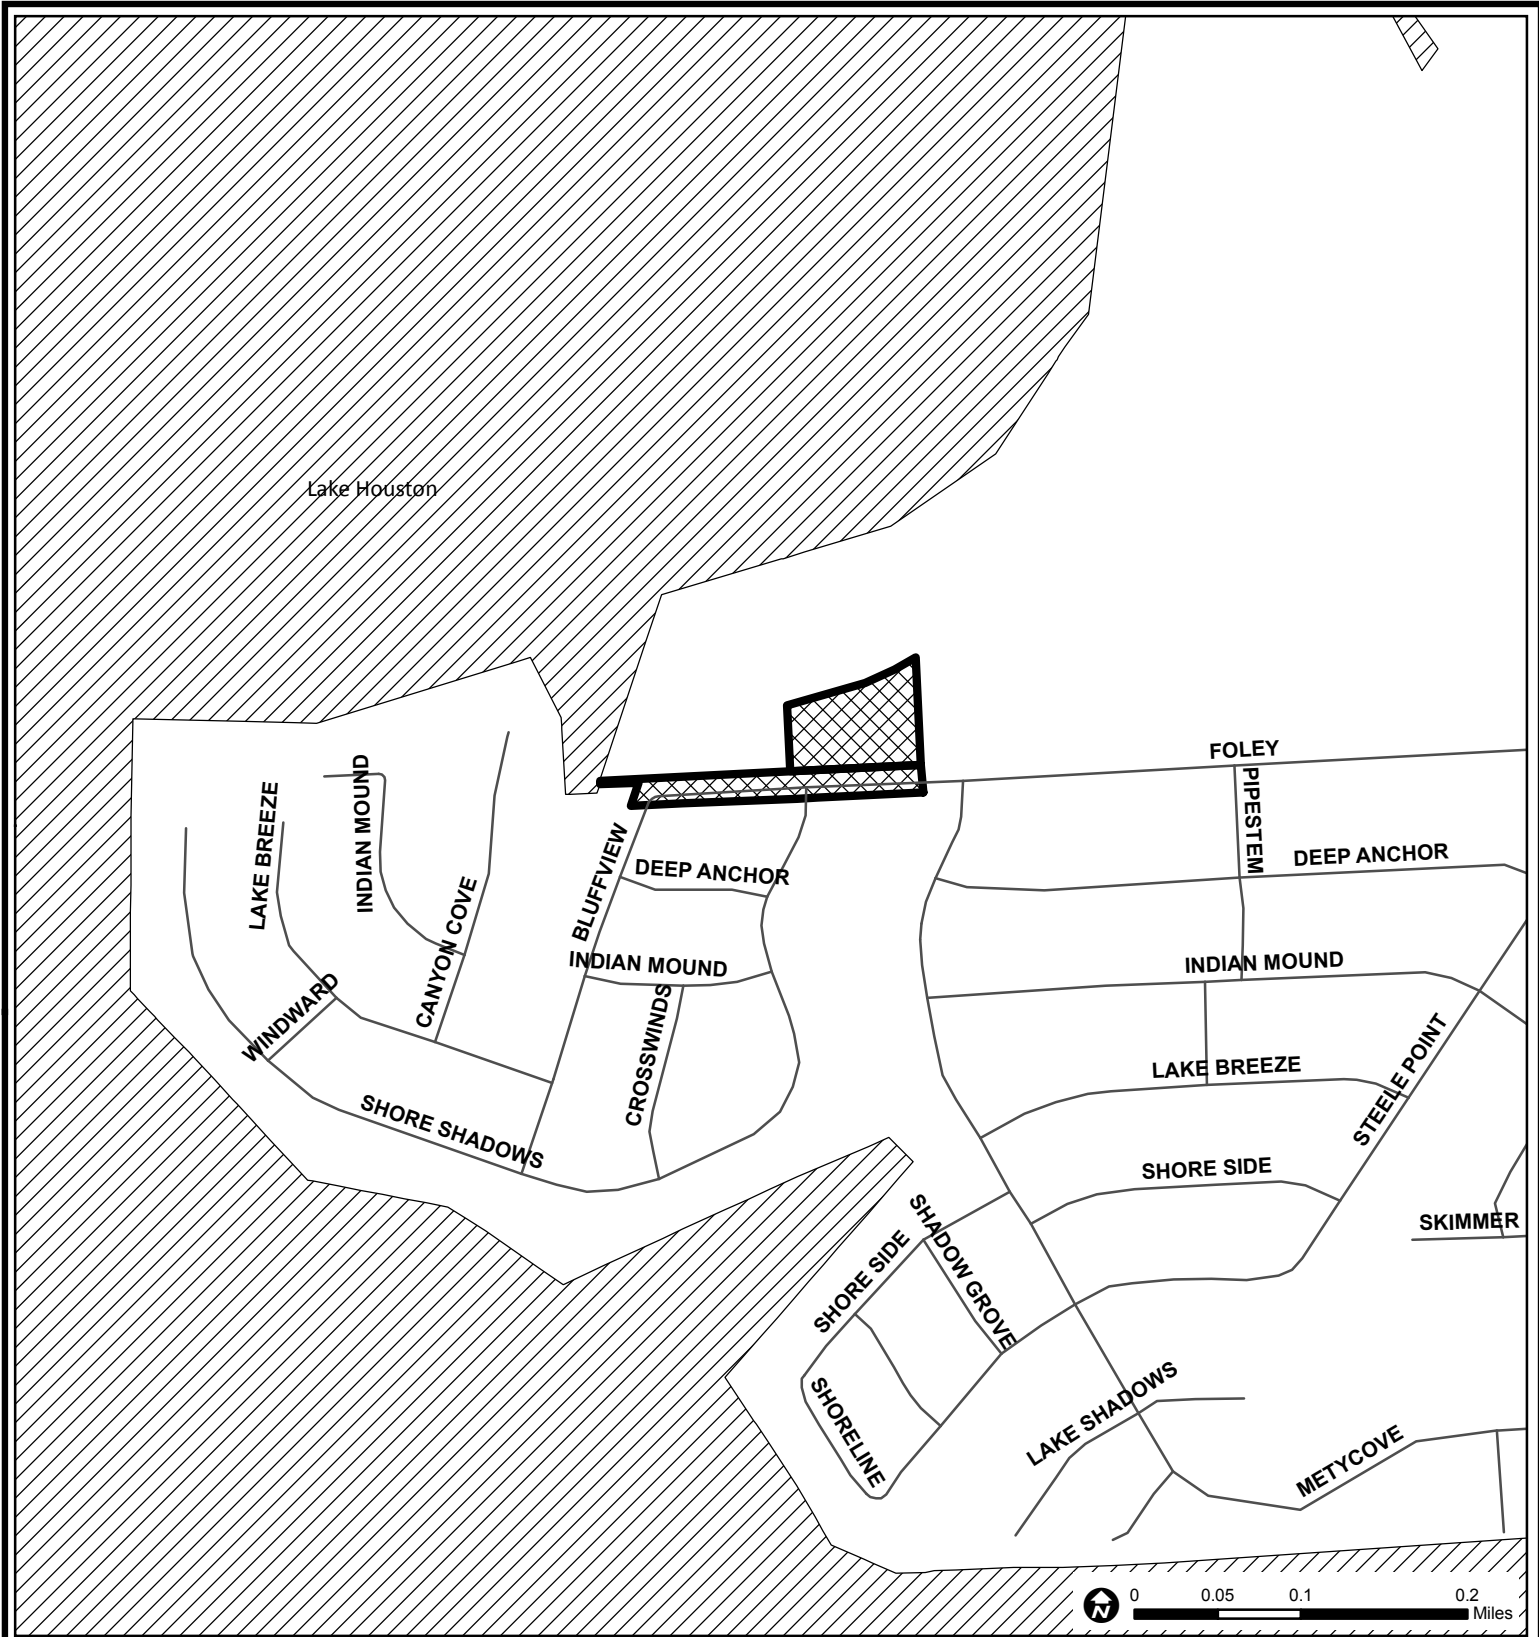 Lake Houston
FOLEY
PIPESTEM
DEEP ANCHOR
INDIAN MOUND
LAKE BREEZE
CANYON COVE
BLUFFVIEW
DEEP ANCHOR
INDIAN MOUND
INDIAN MOUND
WINDWARD
CROSSWINDS
LAKE BREEZE
STEELE POINT
SHORE SHADOWS
SHORE SIDE
SKIMMER
SHADOW GROVE
SHORE SIDE
SHORELINE
LAKE SHADOWS
METYCOVE
N
0 0.05 0.1 0.2
Miles